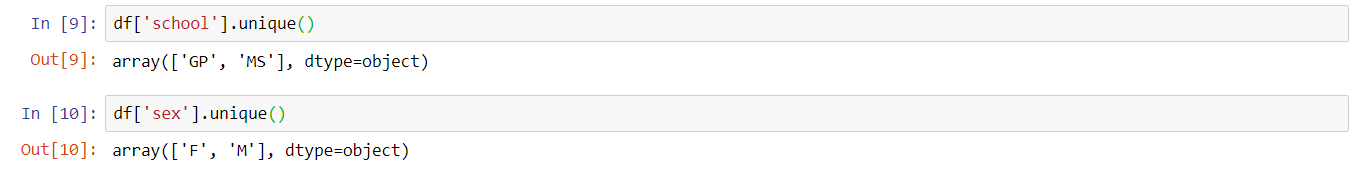 In [9]: df['school'].unique()
Out[9]: array(['GP', 'MS'], dtype=object)
In [10]: df['sex'].unique()
Out[10]: array(['F', 'M'], dtype=object)